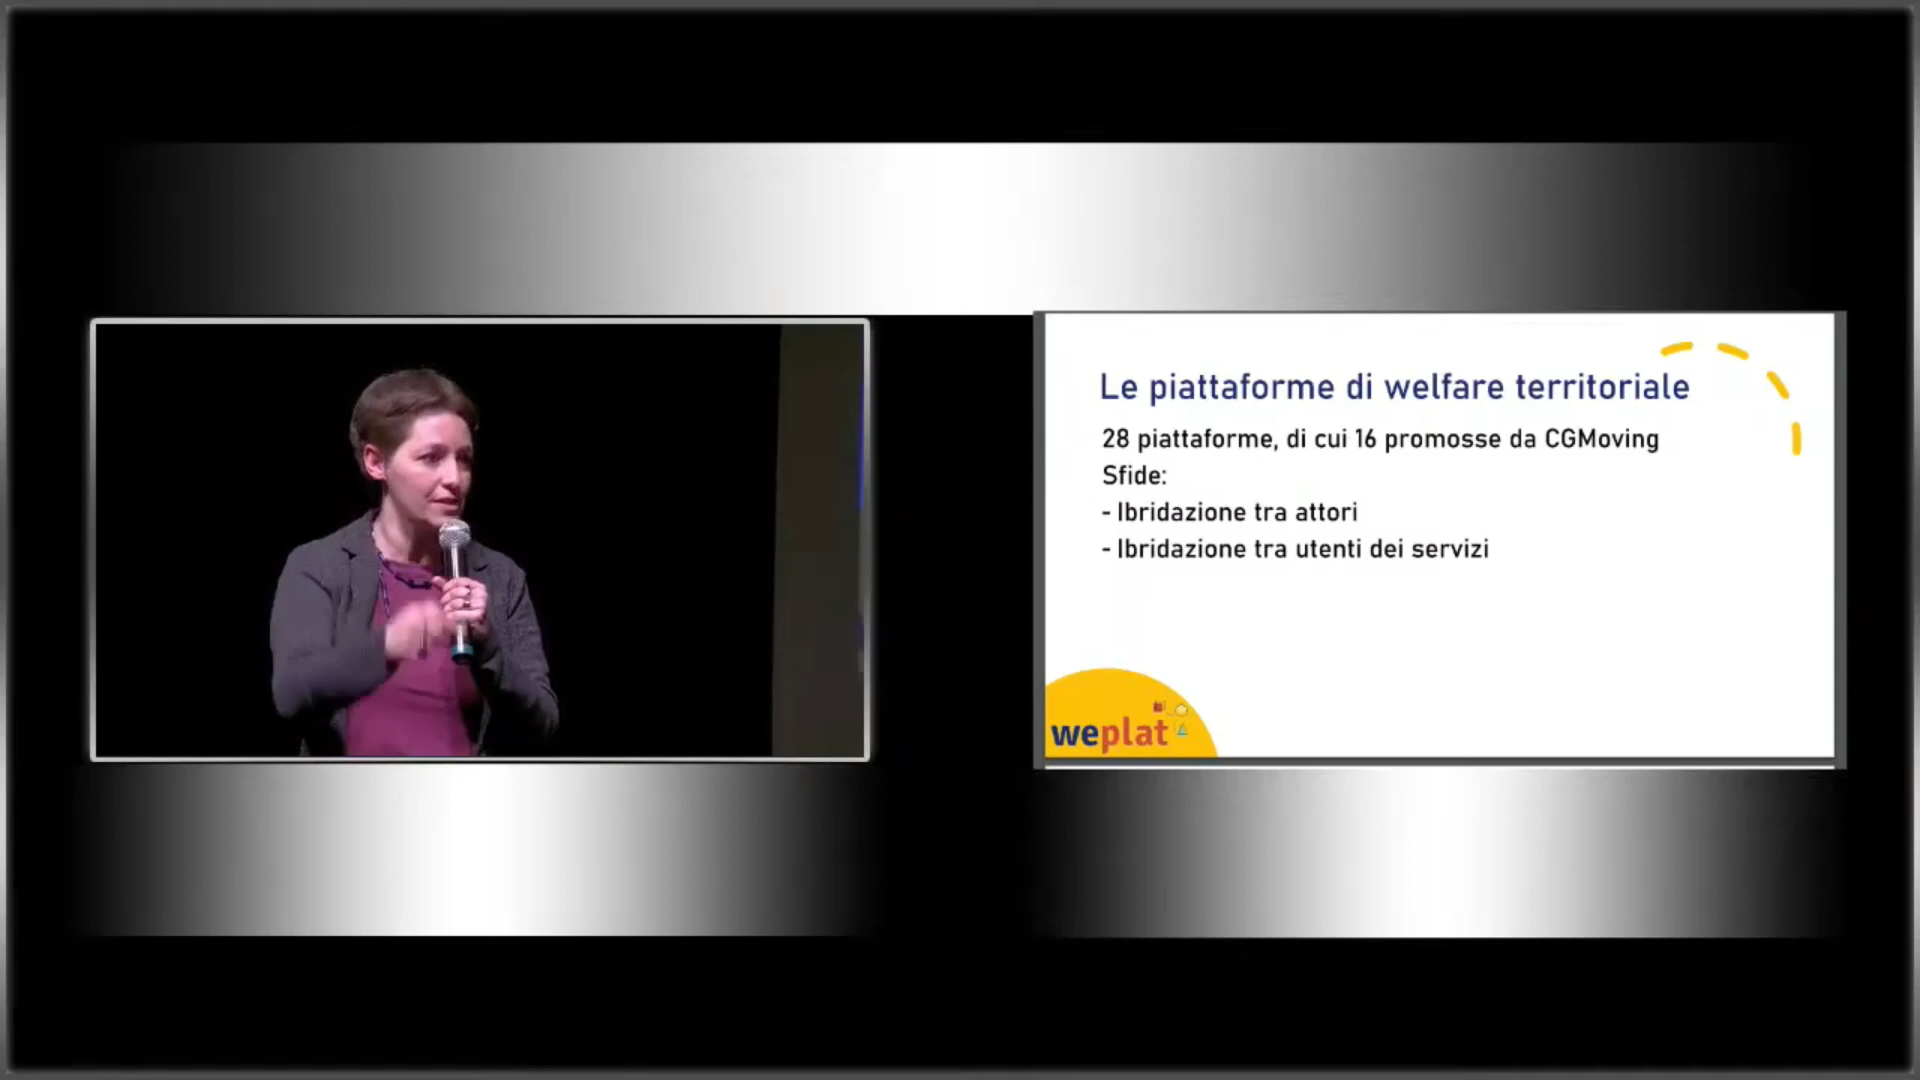 Le piattaforme di welfare territoriale
28 piattaforme, di cui 16 promosse da CGMoving
Sfide:
- Ibridazione tra attori
- Ibridazione tra utenti dei servizi
weplat